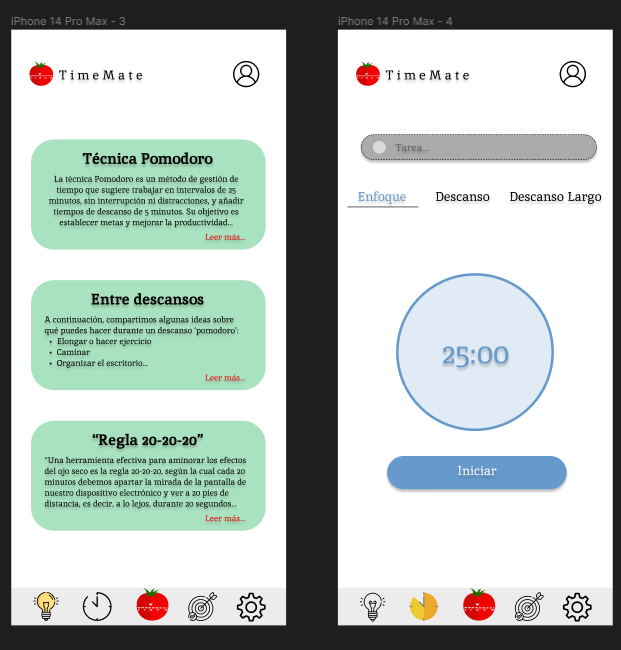 iPhone 14 Pro Max - 3
TimeMate
Técnica Pomodoro
La técnica Pomodoro es un método de gestión de
tiempo que sugiere trabajar en intervalos de 25
minutos, sin interrupción ni distracciones, y añadir
tiempos de descanso de 5 minutos. Su objetivo es
establecer metas y mejorar la productividad...
Leer más...
Entre descansos
A continuación, compartimos algunas ideas sobre
qué puedes hacer durante un descanso 'pomodoro':
• Elongar o hacer ejercicio
• Caminar
• Organizar el escritorio...
Leer más...
“Regla 20-20-20”
“Una herramienta efectiva para aminorar los efectos
del ojo seco es la regla 20-20-20, según la cual cada 20
minutos debemos apartar la mirada de la pantalla de
nuestro dispositivo electrónico y ver a 20 pies de
distancia, es decir, a lo lejos, durante 20 segundos...
Leer más...
iPhone 14 Pro Max - 4
TimeMate
Tarea...
Enfoque Descanso Descanso Largo
25:00
Iniciar